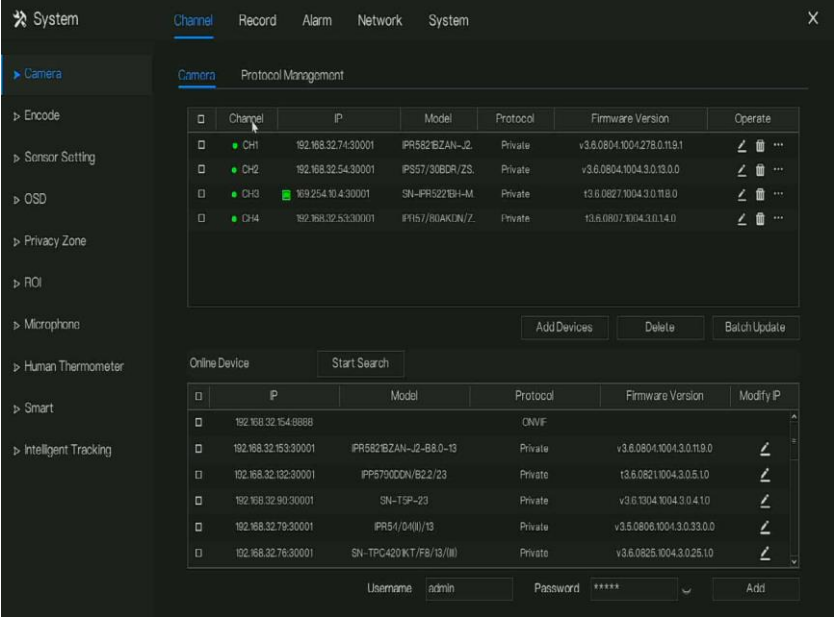 System Channel Record Alarm Network System X
Camera Camera Protocol Management
Encode
Sensor Setting
OSD
Privacy Zone
ROI
Microphone
Human Thermometer
Smart
Intelligent Tracking
Channel IP Model Protocol Firmware Version Operate
CH1 192.168.32.74:30001 IPR5821BZAN-J2. Private v3.6.0804.1004.278.0.11.9.1
CH2 192.168.32.54:30001 IPS57/30BDR/ZS. Private v3.6.0804.1004.3.0.13.0.0
CH3 169.254.10.4:30001 SN-IPR5221BH-M. Private t3.6.0827.1004.3.0.11.8.0
CH4 192.168.32.53:30001 IPR57/80AKDN/Z. Private t3.6.0807.1004.3.0.1.4.0
Add Devices Delete Batch Update
Online Device Start Search
IP Model Protocol Firmware Version Modify IP
192.168.32.154:8888 ONVIF
192.168.32.153:30001 IPR5821BZAN-J2-B8.0-13 Private v3.6.0804.1004.3.0.11.9.0
192.168.32.132:30001 IPP5790DDN/B2.2/23 Private t3.6.0821.1004.3.0.5.1.0
192.168.32.90:30001 SN-T5P-23 Private v3.6.1304.1004.3.0.4.1.0
192.168.32.79:30001 IPR54/04(II)/13 Private v3.5.0806.1004.3.0.33.0.0
192.168.32.76:30001 SN-TPC4201KT/F8/13/(III) Private v3.6.0825.1004.3.0.25.1.0
Username admin Password ***** Add